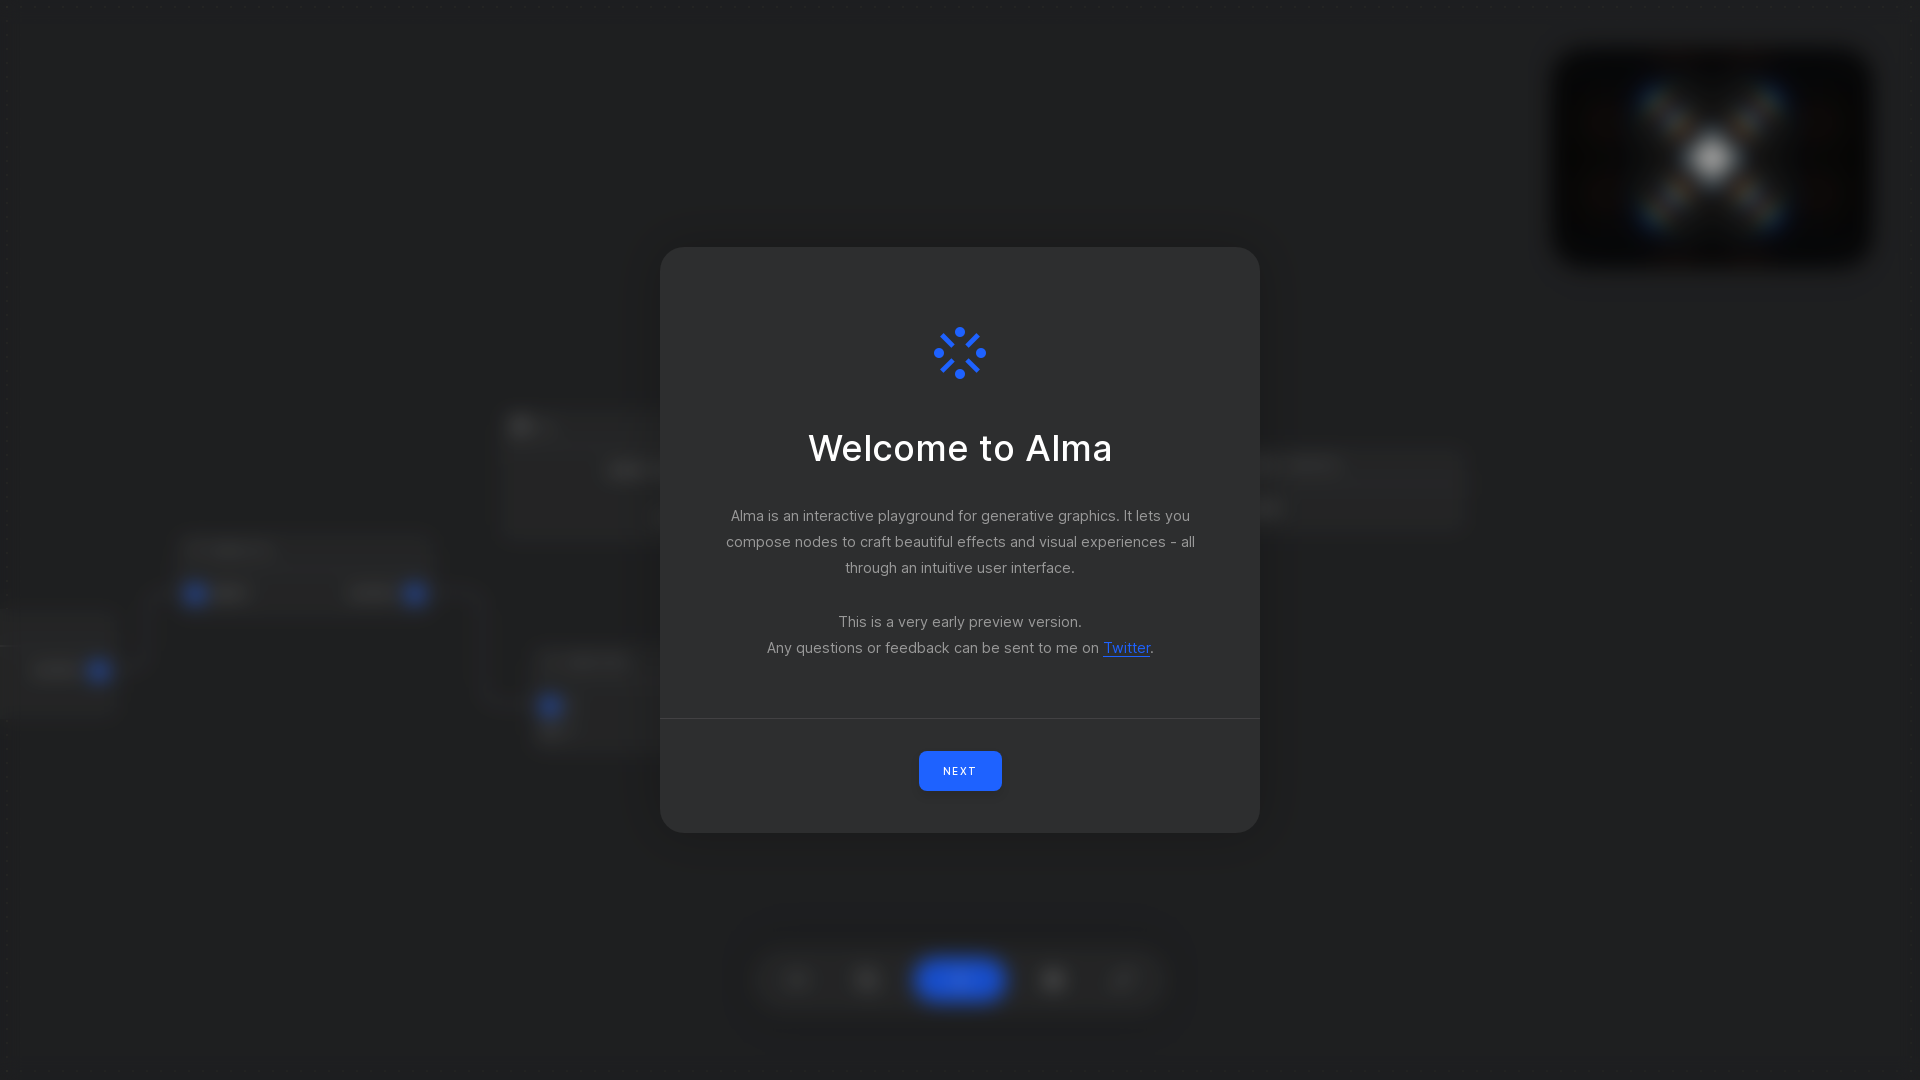 Welcome to Alma
Alma is an interactive playground for generative graphics. It lets you
compose nodes to craft beautiful effects and visual experiences - all
through an intuitive user interface.
This is a very early preview version.
Any questions or feedback can be sent to me on Twitter.
NEXT